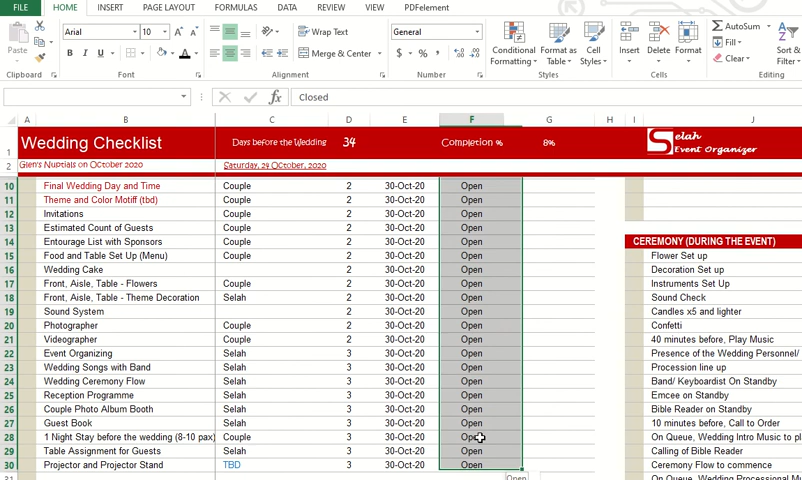 FILE HOME INSERT PAGE LAYOUT FORMULAS DATA REVIEW VIEW PDFelement
Paste Arial 10 A A Wrap Text General Conditional Formatting Format as Table Cell Styles Insert Delete Format AutoSum Fill Clear Sort &
B I U A Merge & Center $ % ,
Clipboard Font Alignment Number Styles Cells Editing
fx Closed
A B C D E F G H I J
1 Wedding Checklist Days before the Wedding 34 Completion % 8% Selah Event Organizer
2 Glen's Nuptials on October 2020 Saturday, 24 October, 2020
10 Final Wedding Day and Time Couple 2 30-Oct-20 Open
11 Theme and Color Motiff (tbd) Couple 2 30-Oct-20 Open
12 Invitations Couple 2 30-Oct-20 Open
13 Estimated Count of Guests Couple 2 30-Oct-20 Open
14 Entourage List with Sponsors Couple 2 30-Oct-20 Open CEREMONY (DURING THE EVENT)
15 Food and Table Set Up (Menu) Couple 2 30-Oct-20 Open Flower Set up
16 Wedding Cake 2 30-Oct-20 Open Decoration Set up
17 Front, Aisle, Table - Flowers Couple 2 30-Oct-20 Open Instruments Set up
18 Front, Aisle, Table - Theme Decoration Selah 2 30-Oct-20 Open Sound Check
19 Sound System 2 30-Oct-20 Open Candles x5 and lighter
20 Photographer Couple 2 30-Oct-20 Open Confetti
21 Videographer Couple 2 30-Oct-20 Open 40 minutes before, Play Music
22 Event Organizing Selah 3 30-Oct-20 Open Presence of the Wedding Personnel/
23 Wedding Songs with Band Selah 3 30-Oct-20 Open Procession line up
24 Wedding Ceremony Flow Selah 3 30-Oct-20 Open Band/ Keyboardist On Standby
25 Reception Programme Selah 3 30-Oct-20 Open Emcee on Standby
26 Couple Photo Album Booth Selah 3 30-Oct-20 Open Bible Reader on Standby
27 Guest Book Selah 3 30-Oct-20 Open 10 minutes before, Call to Order
28 1 Night Stay before the wedding (8-10 pax) Couple 3 30-Oct-20 Open On Queue, Wedding Intro Music to pl
29 Table Assignment for Guests Selah 3 30-Oct-20 Open Calling of Bible Reader
30 Projector and Projector Stand TBD 3 30-Oct-20 Open Ceremony Flow to commence
Open